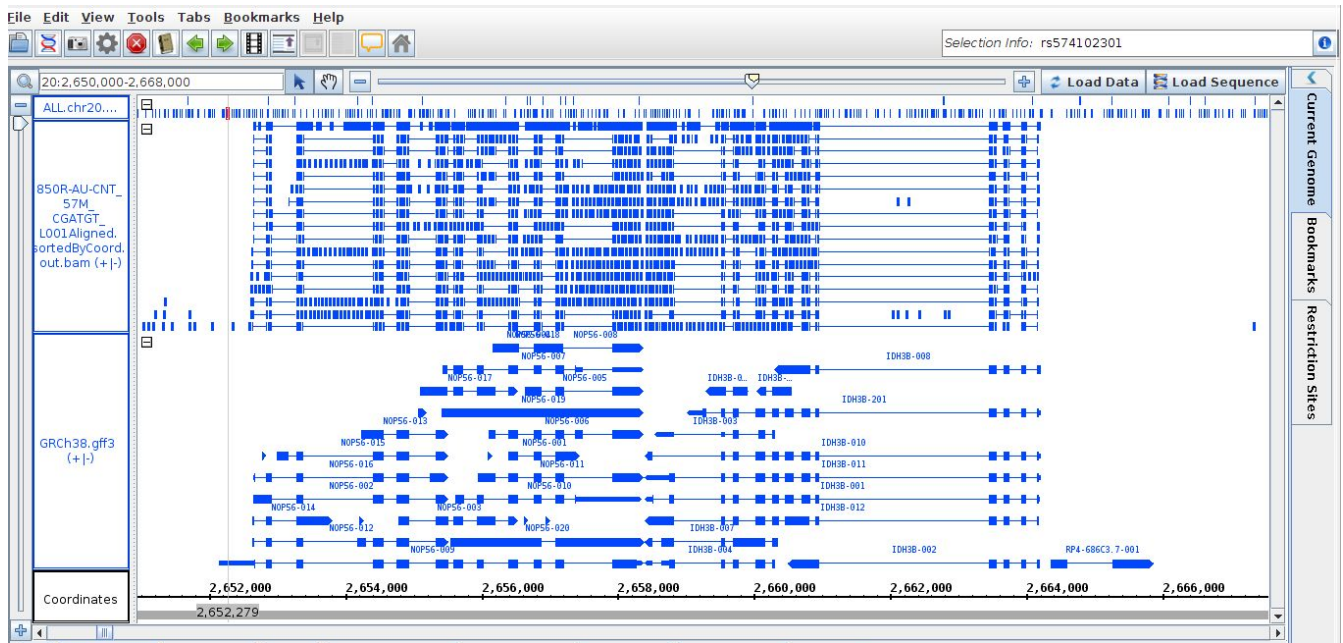 File Edit View Tools Tabs Bookmarks Help
Selection Info: rs574102301
20:2,650,000-2,668,000
Load Data
Load Sequence
ALL.chr20....
850R-AU-CNT_
57M_
CGATGT_
L001Aligned.
sortedByCoord.
out.bam (+|-)
Current Genome
Bookmarks
Restriction Sites
NOP56-008
NOP56-007
IDH3B-008
NOP56-017
NOP56-005
IDH3B-0...
IDH3B-...
NOP56-019
IDH3B-201
NOP56-013
NOP56-006
IDH3B-003
NOP56-015
NOP56-001
IDH3B-010
GRCh38.gff3
(+|-)
NOP56-016
NOP56-011
IDH3B-011
NOP56-002
NOP56-010
IDH3B-001
NOP56-014
NOP56-003
IDH3B-012
NOP56-012
NOP56-020
IDH3B-007
NOP56-009
IDH3B-004
IDH3B-002
RP4-686C3.7-001
Coordinates
2,652,000
2,654,000
2,656,000
2,658,000
2,660,000
2,662,000
2,664,000
2,666,000
2,652,279